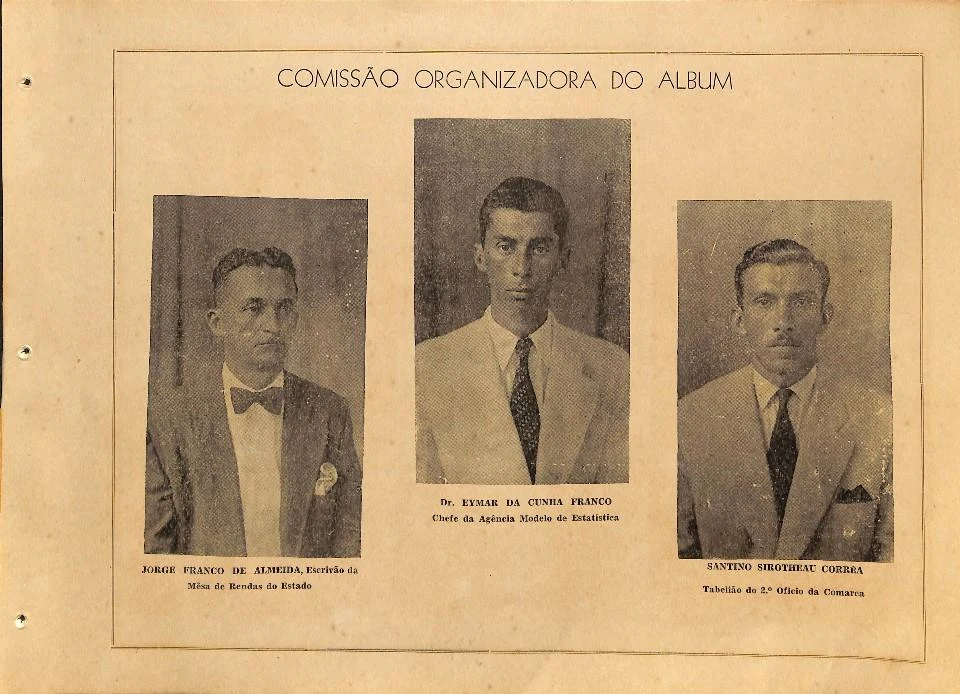 COMISSÃO ORGANIZADORA DO ALBUM
JORGE FRANCO DE ALMEIDA, Escrivão da
Mêsa de Rendas do Estado
Dr. EYMAR DA CUNHA FRANCO
Chefe da Agência Modelo de Estatística
SANTINO SIROTHEAU CORRÊA
Tabelião do 2.º Oficio da Comarca